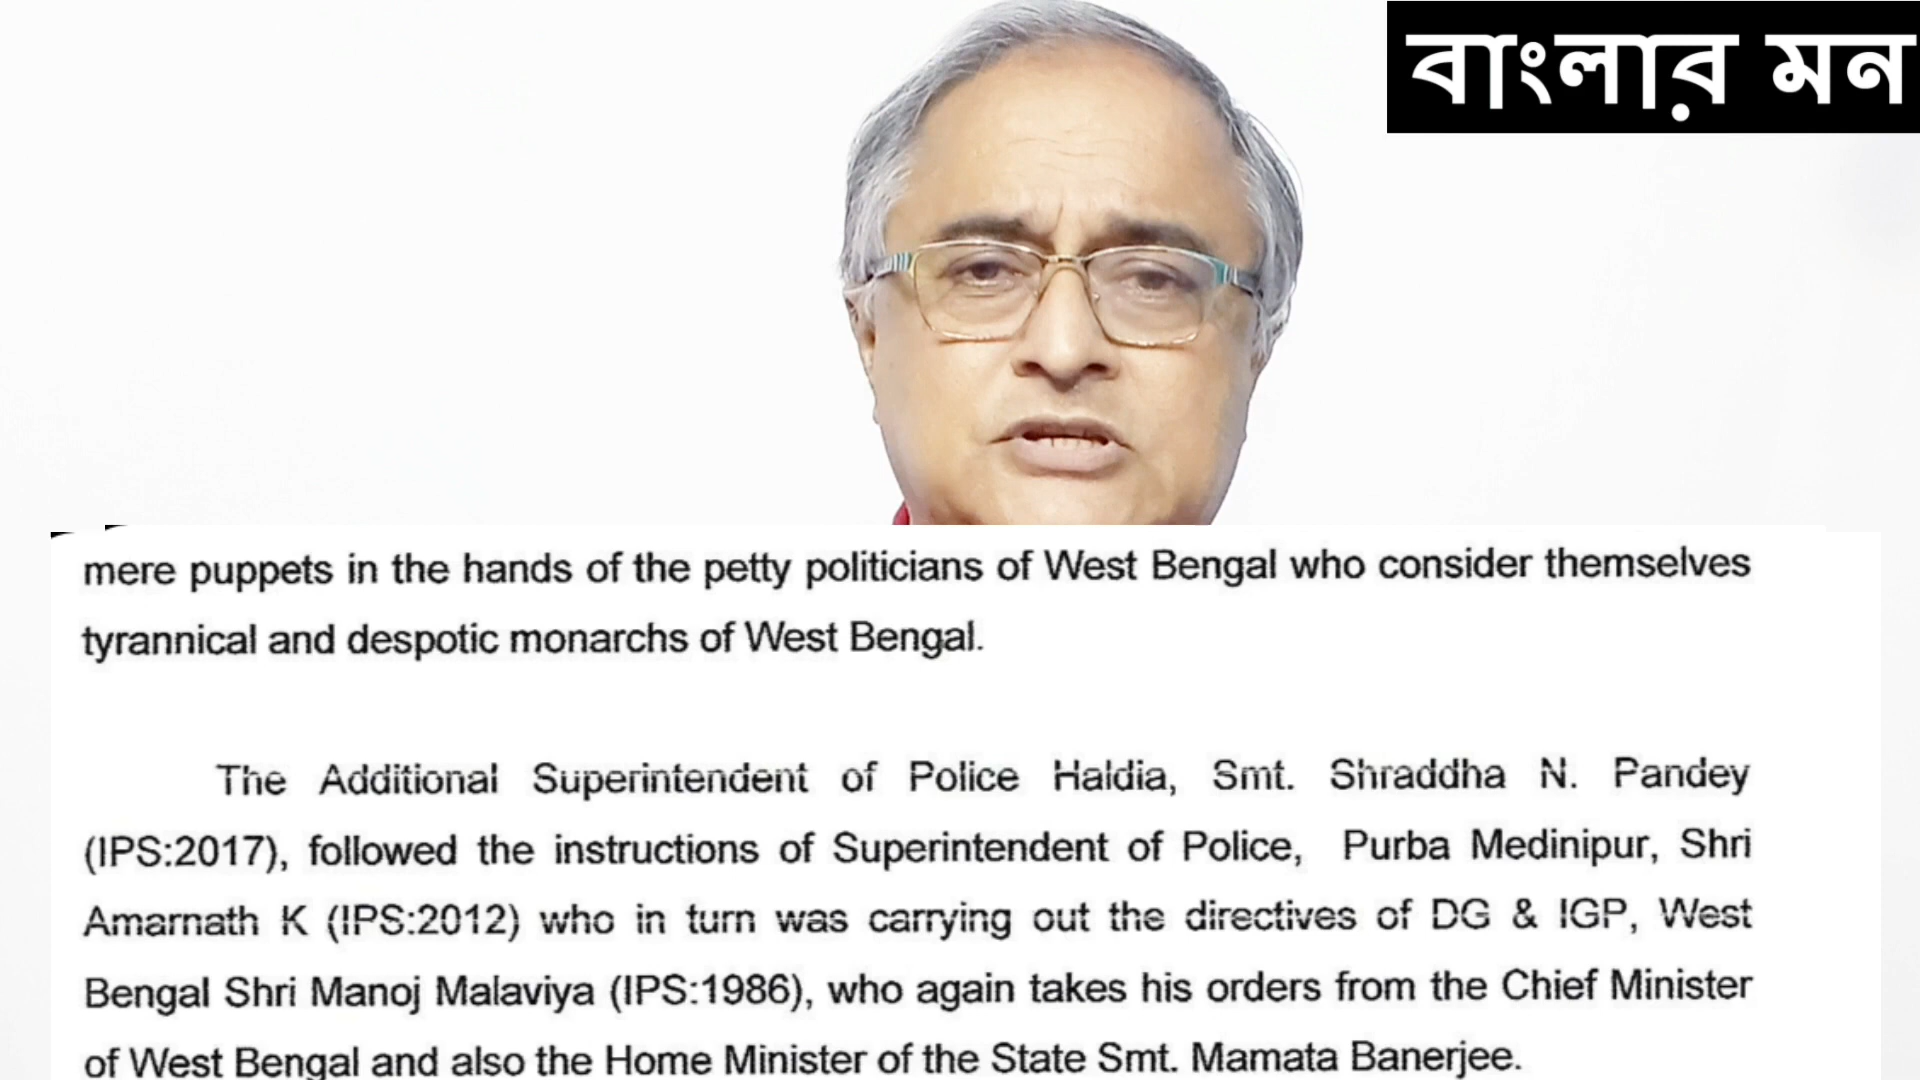 বাংলার মন
mere puppets in the hands of the petty politicians of West Bengal who consider themselves
tyrannical and despotic monarchs of West Bengal.
The Additional Superintendent of Police Haldia, Smt. Shraddha N. Pandey
(IPS:2017), followed the instructions of Superintendent of Police, Purba Medinipur, Shri
Amarnath K (IPS:2012) who in turn was carrying out the directives of DG & IGP, West
Bengal Shri Manoj Malaviya (IPS:1986), who again takes his orders from the Chief Minister
of West Bengal and also the Home Minister of the State Smt. Mamata Banerjee.